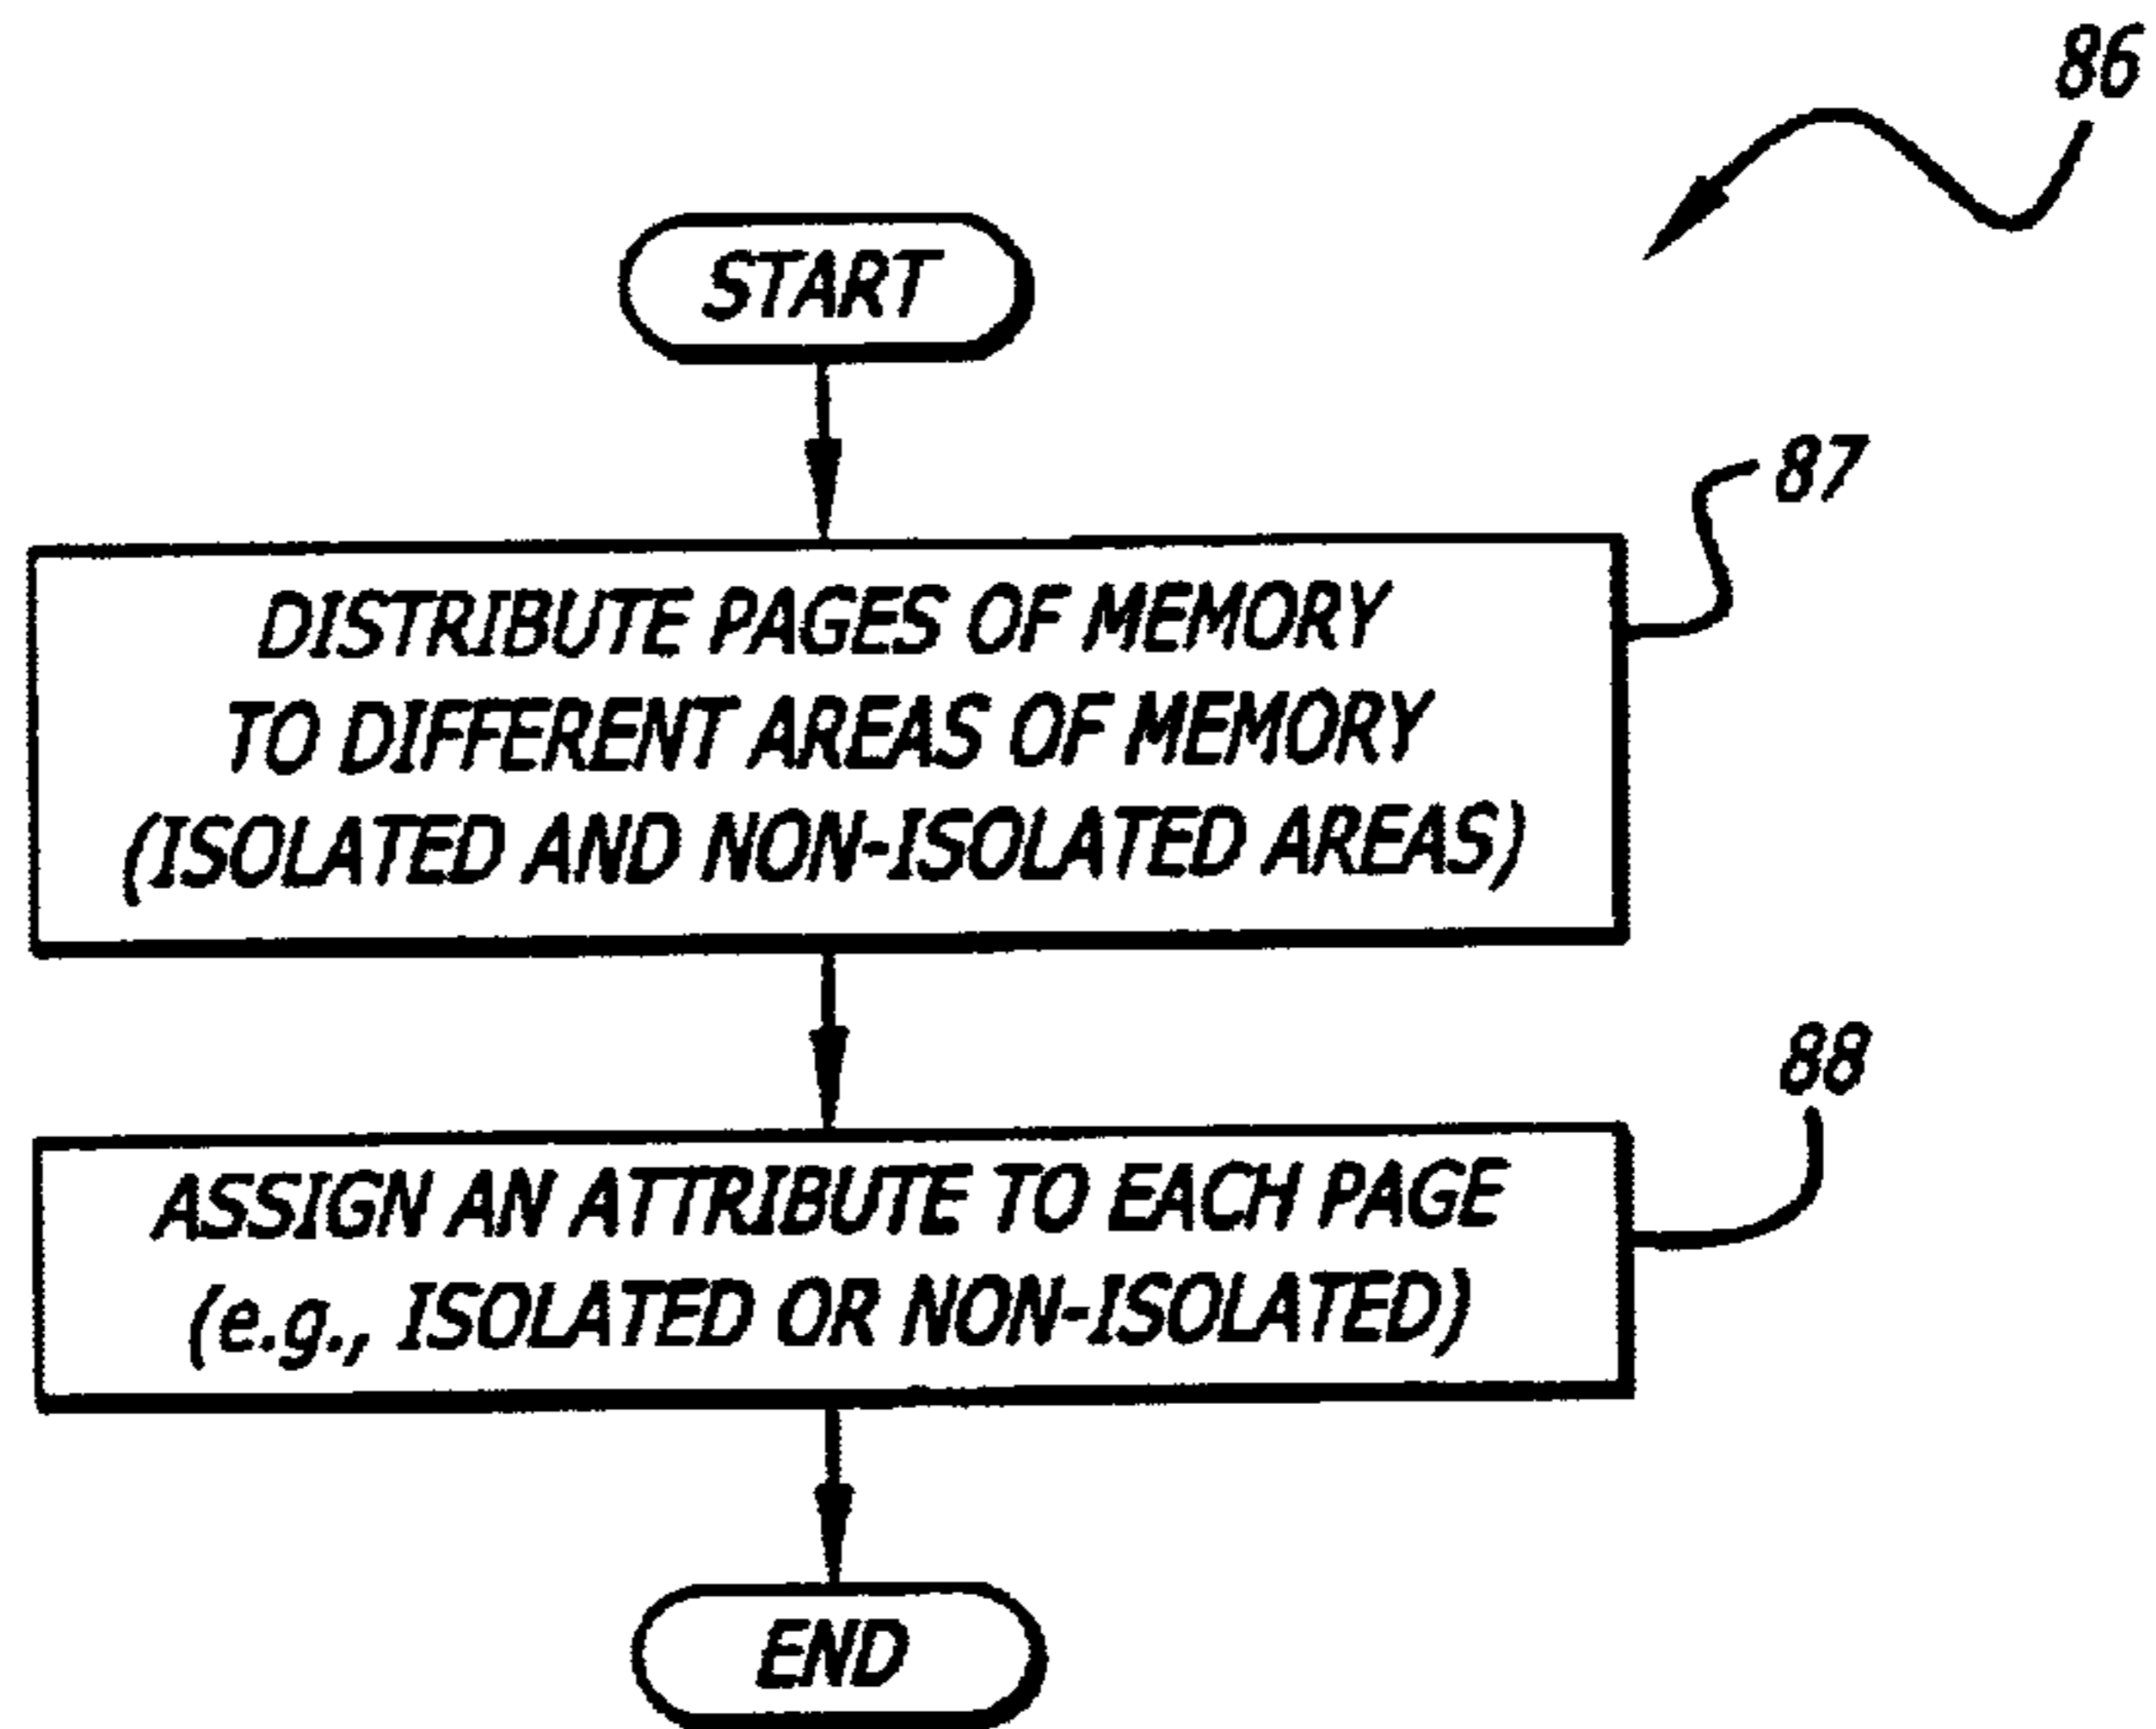 86
START
87
DISTRIBUTE PAGES OF MEMORY
TO DIFFERENT AREAS OF MEMORY
(ISOLATED AND NON-ISOLATED AREAS)
88
ASSIGN AN ATTRIBUTE TO EACH PAGE
(e.g., ISOLATED OR NON-ISOLATED)
END